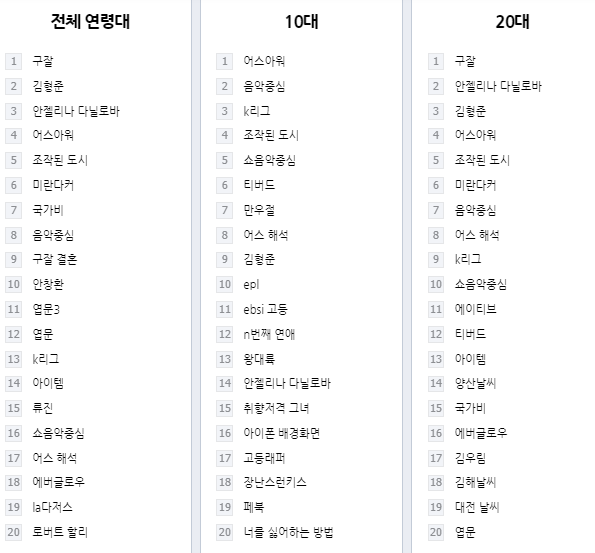 전체 연령대
1 구잘
2 김형준
3 안젤리나 다닐로바
4 어스아워
5 조작된 도시
6 미란다커
7 국가비
8 음악중심
9 구잘 결혼
10 안창환
11 엽문3
12 엽문
13 k리그
14 아이템
15 류진
16 쇼음악중심
17 어스 해석
18 에버글로우
19 la다저스
20 로버트 할리
10대
1 어스아워
2 음악중심
3 k리그
4 조작된 도시
5 쇼음악중심
6 티버드
7 만우절
8 어스 해석
9 김형준
10 epl
11 ebsi 고등
12 n번째 연애
13 왕대륙
14 안젤리나 다닐로바
15 취향저격 그녀
16 아이폰 배경화면
17 고등래퍼
18 장난스런키스
19 페북
20 너를 싫어하는 방법
20대
1 구잘
2 안젤리나 다닐로바
3 김형준
4 어스아워
5 조작된 도시
6 미란다커
7 음악중심
8 어스 해석
9 k리그
10 쇼음악중심
11 에이티브
12 티버드
13 아이템
14 양산날씨
15 국가비
16 에버글로우
17 김우림
18 김해날씨
19 대전 날씨
20 엽문